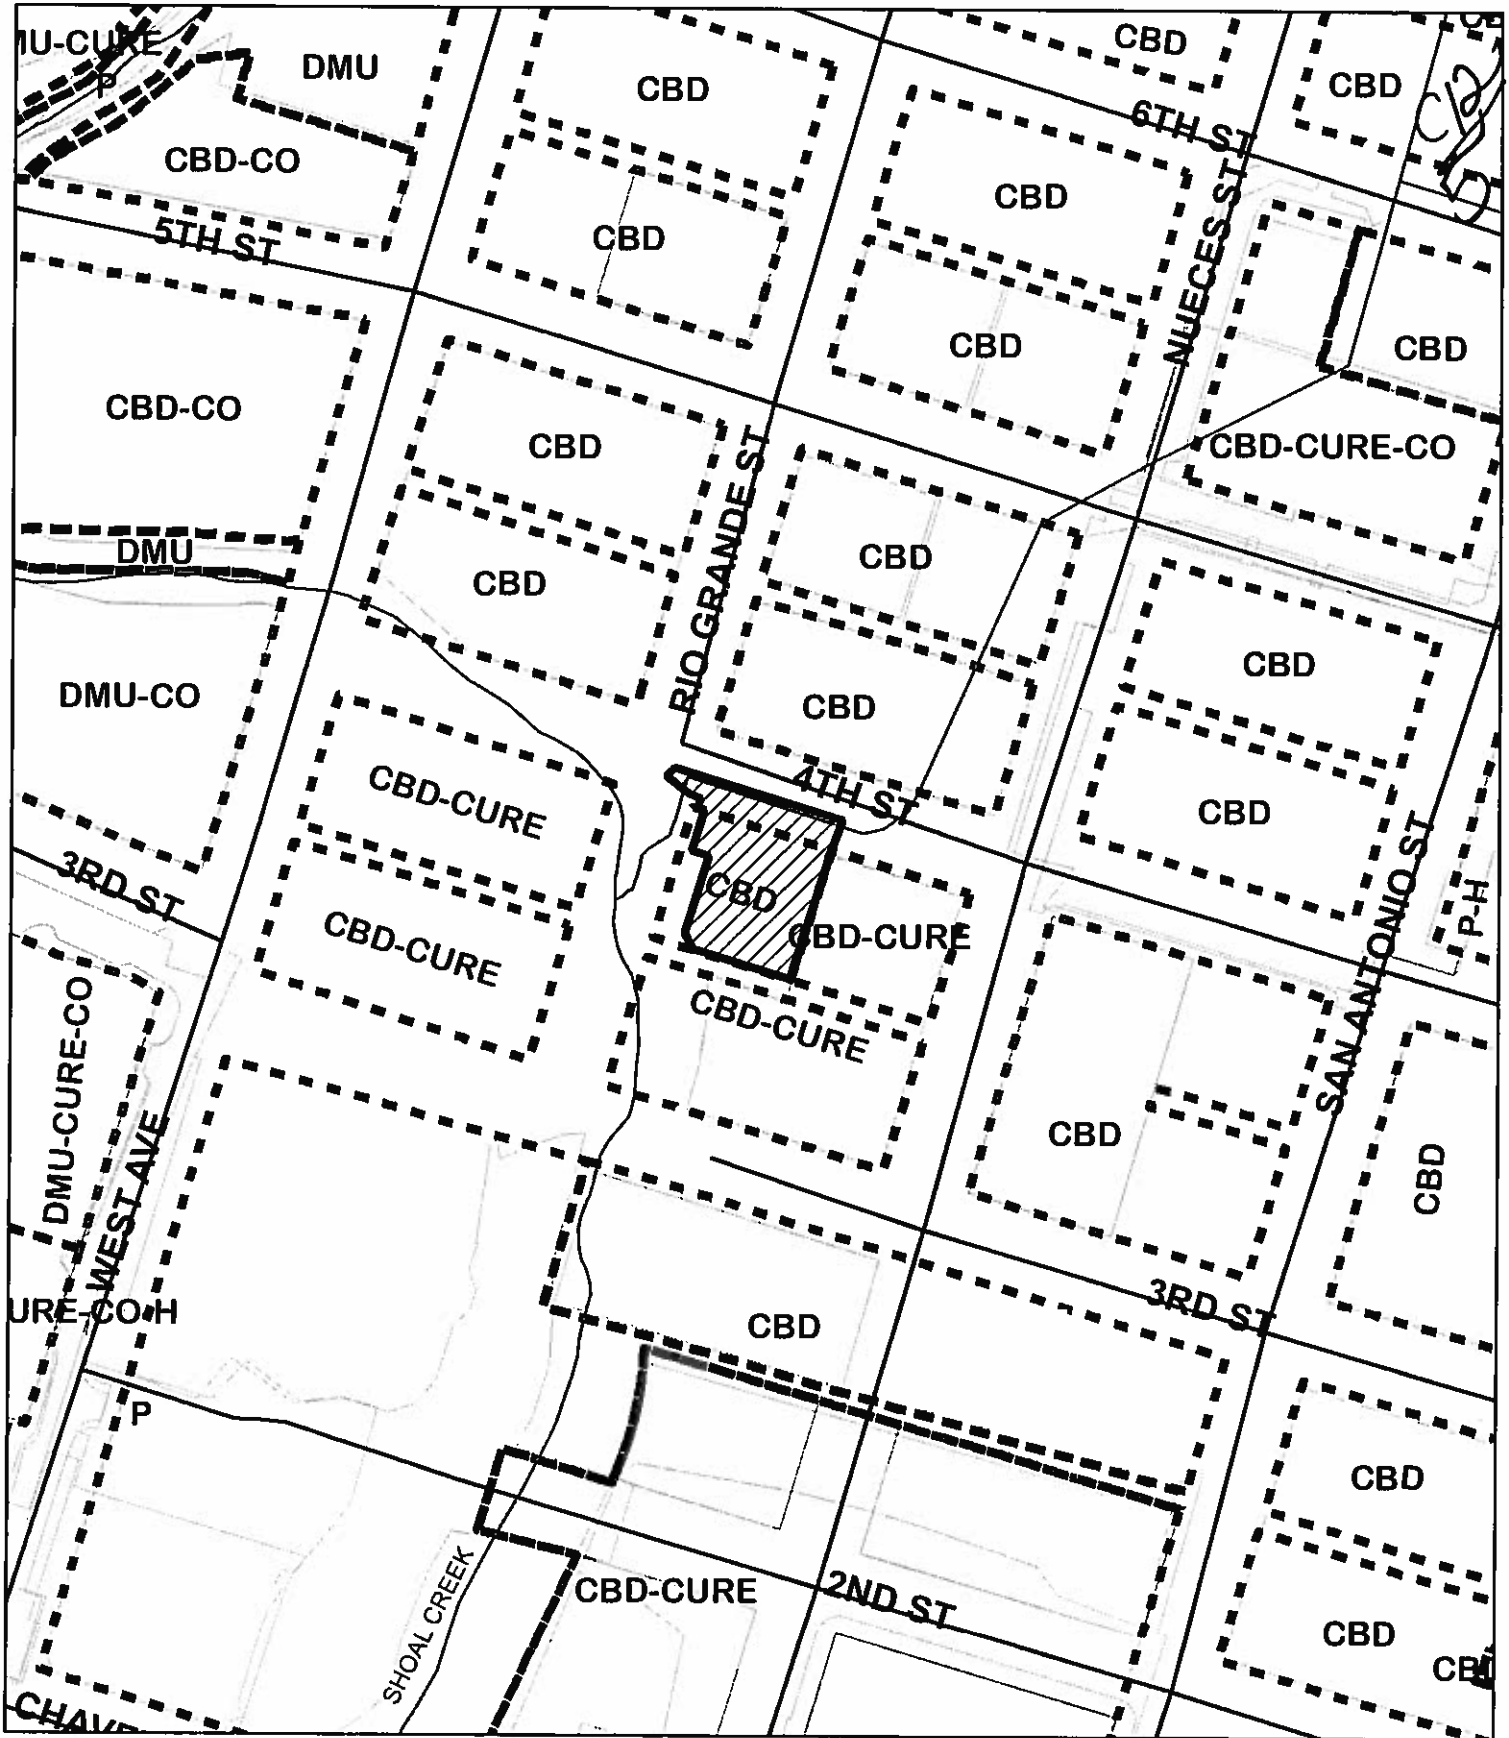 MU-CURE
P
DMU
CBD
CBD
CBD
6TH ST
CBD-CO
CBD
CBD
5TH ST
NUECES ST
CBD
CBD
CBD-CO
CBD
CBD-CURE-CO
RIO GRANDE ST
DMU
CBD
CBD
CBD
DMU-CO
CBD
CBD-CURE
4TH ST
CBD
SAN ANTONIO ST
3RD ST
CBD
CBD-CURE
CBD-CURE
P-H
CBD-CURE
DMU-CURE-CO
WEST AVE
CBD
CBD
URE-CO-H
CBD
3RD ST
P
CBD
SHOAL CREEK
CBD-CURE
2ND ST
CBD
CHAVE